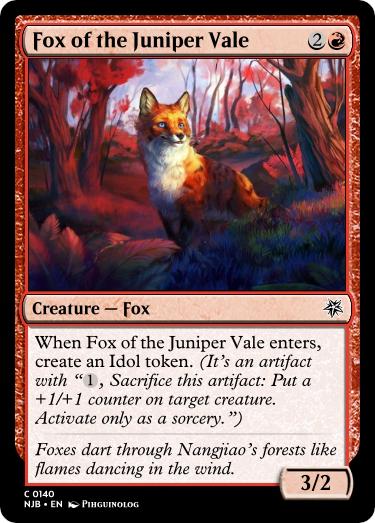 Fox of the Juniper Vale 2
Creature — Fox
When Fox of the Juniper Vale enters,
create an Idol token. (It's an artifact
with “1, Sacrifice this artifact: Put a
+1/+1 counter on target creature.
Activate only as a sorcery.”)
Foxes dart through Nangjiao's forests like
flames dancing in the wind.
3/2
C 0140
NJB • EN Pihguinolog